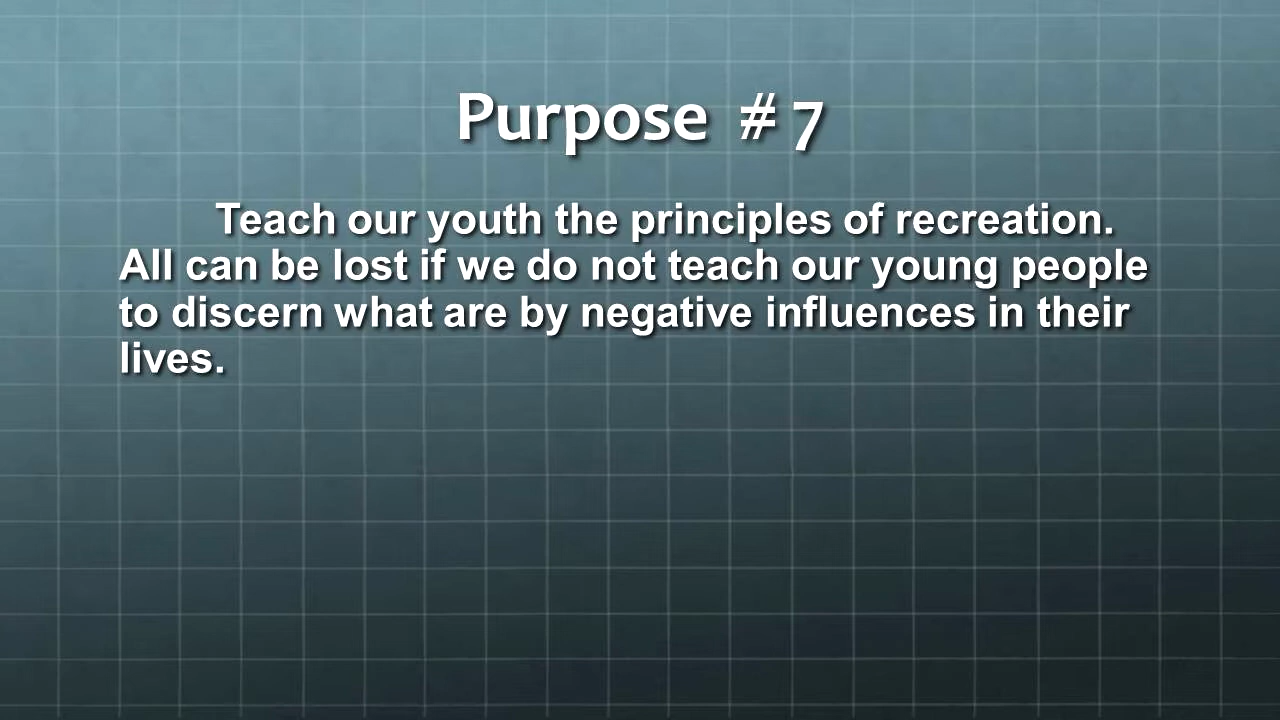 Purpose # 7
Teach our youth the principles of recreation.
All can be lost if we do not teach our young people
to discern what are by negative influences in their
lives.